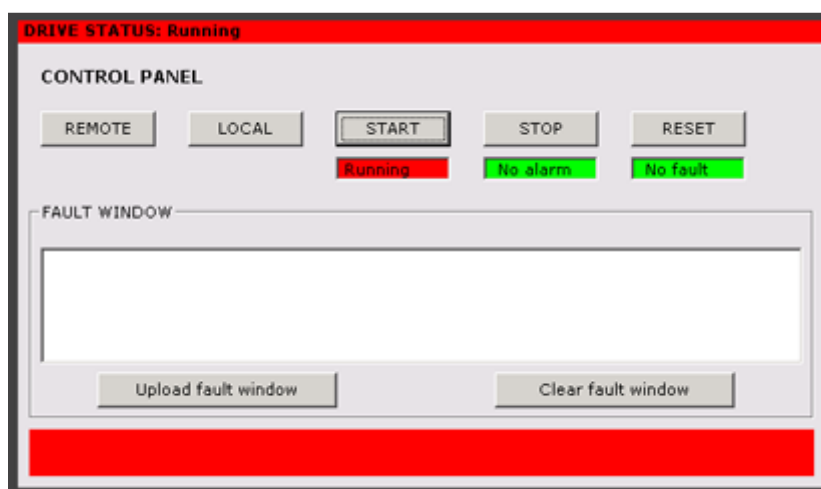 DRIVE STATUS: Running
CONTROL PANEL
REMOTE LOCAL START STOP RESET
Running No alarm No fault
FAULT WINDOW
Upload fault window Clear fault window